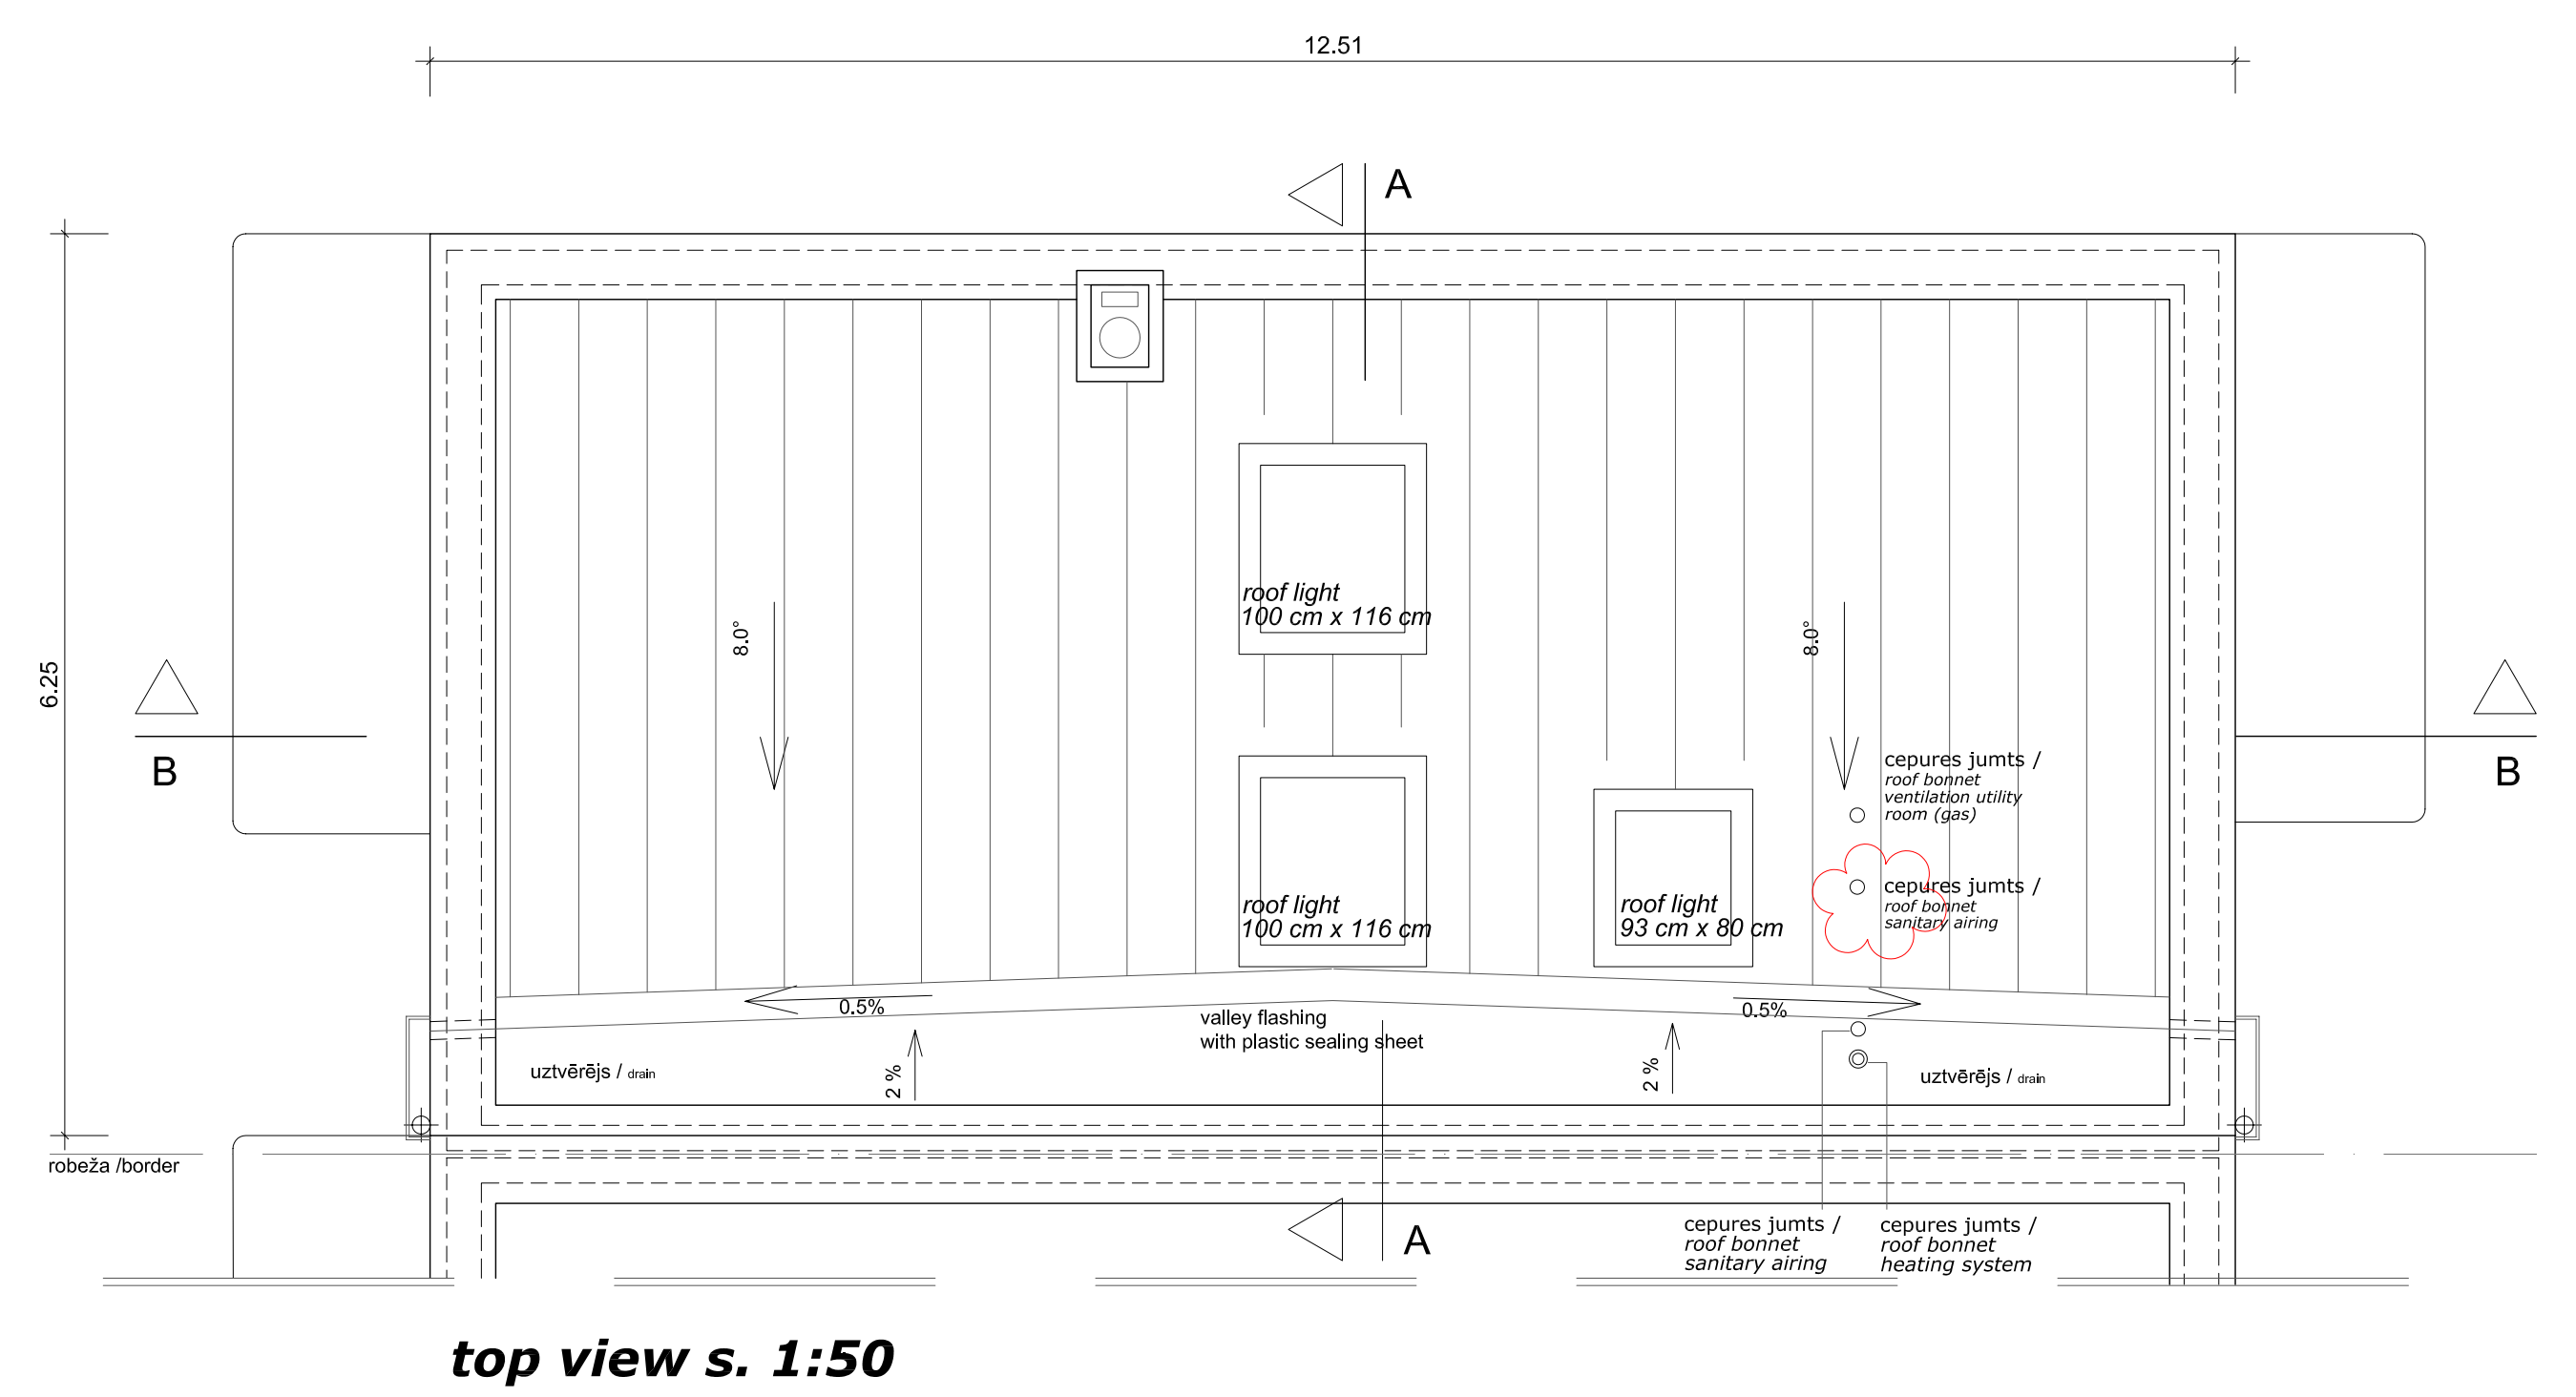 12.51
A
6.25
8.0°
8.0°
roof light
100 cm x 116 cm
B
B
cepures jumts /
roof bonnet
ventilation utility
room (gas)
cepures jumts /
roof bonnet
sanitary airing
roof light
100 cm x 116 cm
roof light
93 cm x 80 cm
0.5%
0.5%
valley flashing
with plastic sealing sheet
uztvērējs / drain
2 %
2 %
uztvērējs / drain
robeža /border
A
cepures jumts /
roof bonnet
sanitary airing
cepures jumts /
roof bonnet
heating system
top view s. 1:50